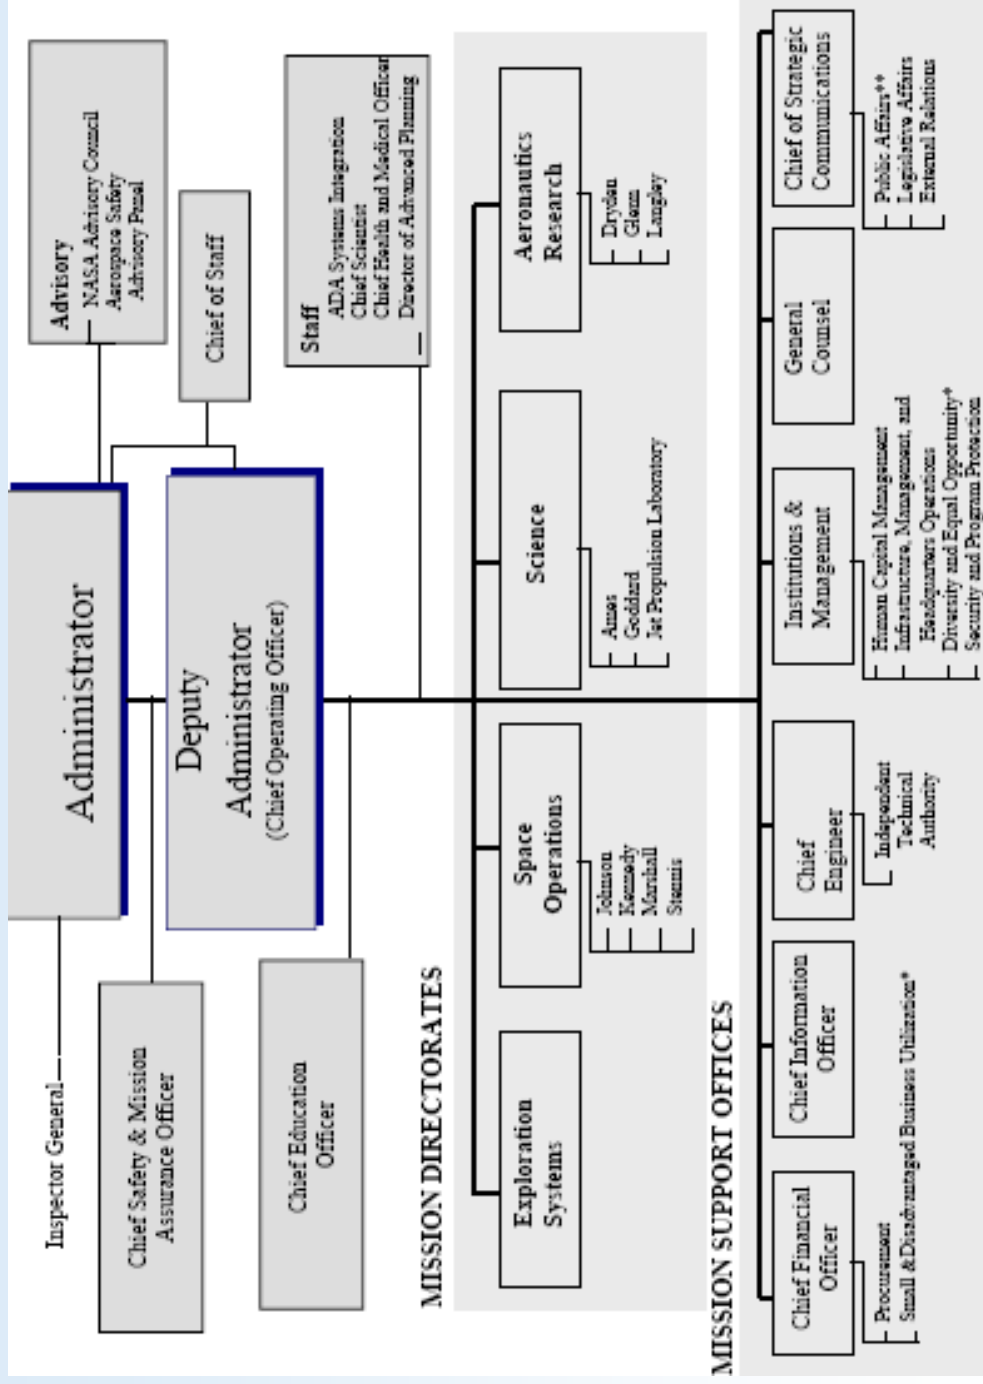 Administrator
Inspector General
Advisory
NASA Advisory Council
Aerospace Safety
Advisory Panel
Chief of Staff
Chief Safety & Mission
Assurance Officer
Deputy
Administrator
(Chief Operating Officer)
Chief Education
Officer
Staff
ADA Systems Integration
Chief Scientist
Chief Health and Medical Officer
Director of Advanced Planning
MISSION DIRECTORATES
Exploration
Systems
Space
Operations
Johnson
Kennedy
Marshall
Stennis
Science
Ames
Goddard
Jet Propulsion Laboratory
Aeronautics
Research
Dryden
Glenn
Langley
MISSION SUPPORT OFFICES
Chief Financial
Officer
Procurement
Small & Disadvantaged Business Utilization*
Chief Information
Officer
Chief
Engineer
Independent
Technical
Authority
Institutions &
Management
Human Capital Management
Infrastructure, Management, and
Headquarters Operations
Diversity and Equal Opportunity*
Security and Program Protection
General
Counsel
Chief of Strategic
Communications
Public Affairs**
Legislative Affairs
External Relations